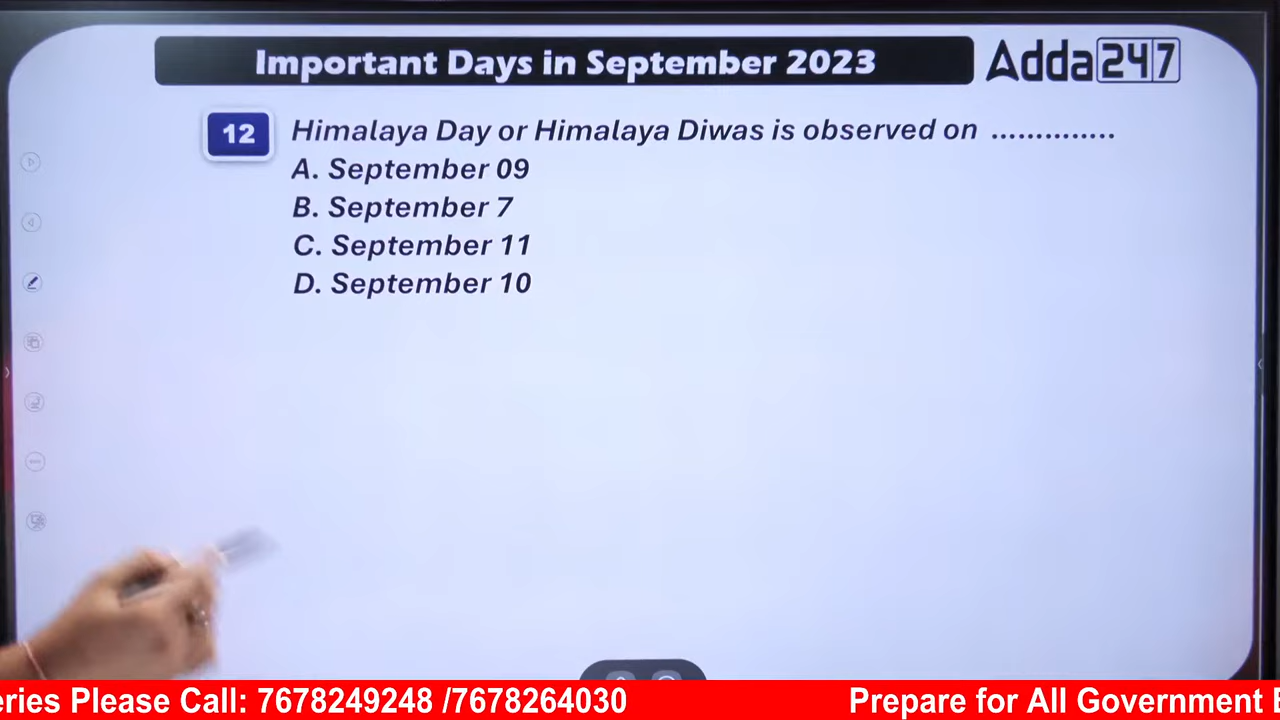 Important Days in September 2023
Adda247
12
Himalaya Day or Himalaya Diwas is observed on ..............
A. September 09
B. September 7
C. September 11
D. September 10
eries Please Call: 7678249248 /7678264030
Prepare for All Government E